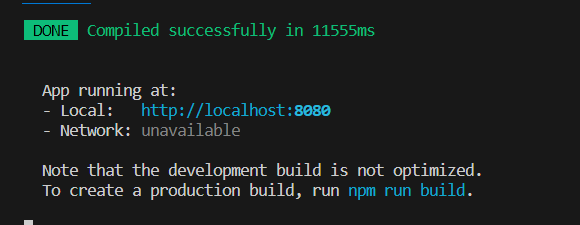 DONE Compiled successfully in 11555ms
App running at:
- Local: http://localhost:8080
- Network: unavailable
Note that the development build is not optimized.
To create a production build, run npm run build.